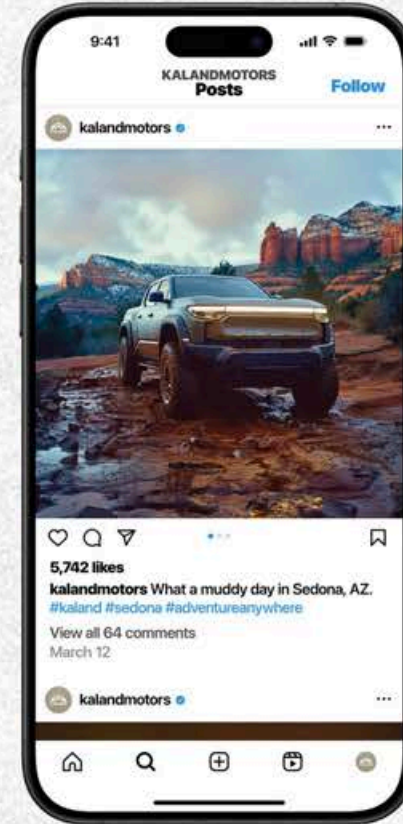 9:41
KALANDMOTORS
Posts
Follow
kalandmotors
5,742 likes
kalandmotors What a muddy day in Sedona, AZ.
#kaland #sedona #adventureanywhere
View all 64 comments
March 12
kalandmotors